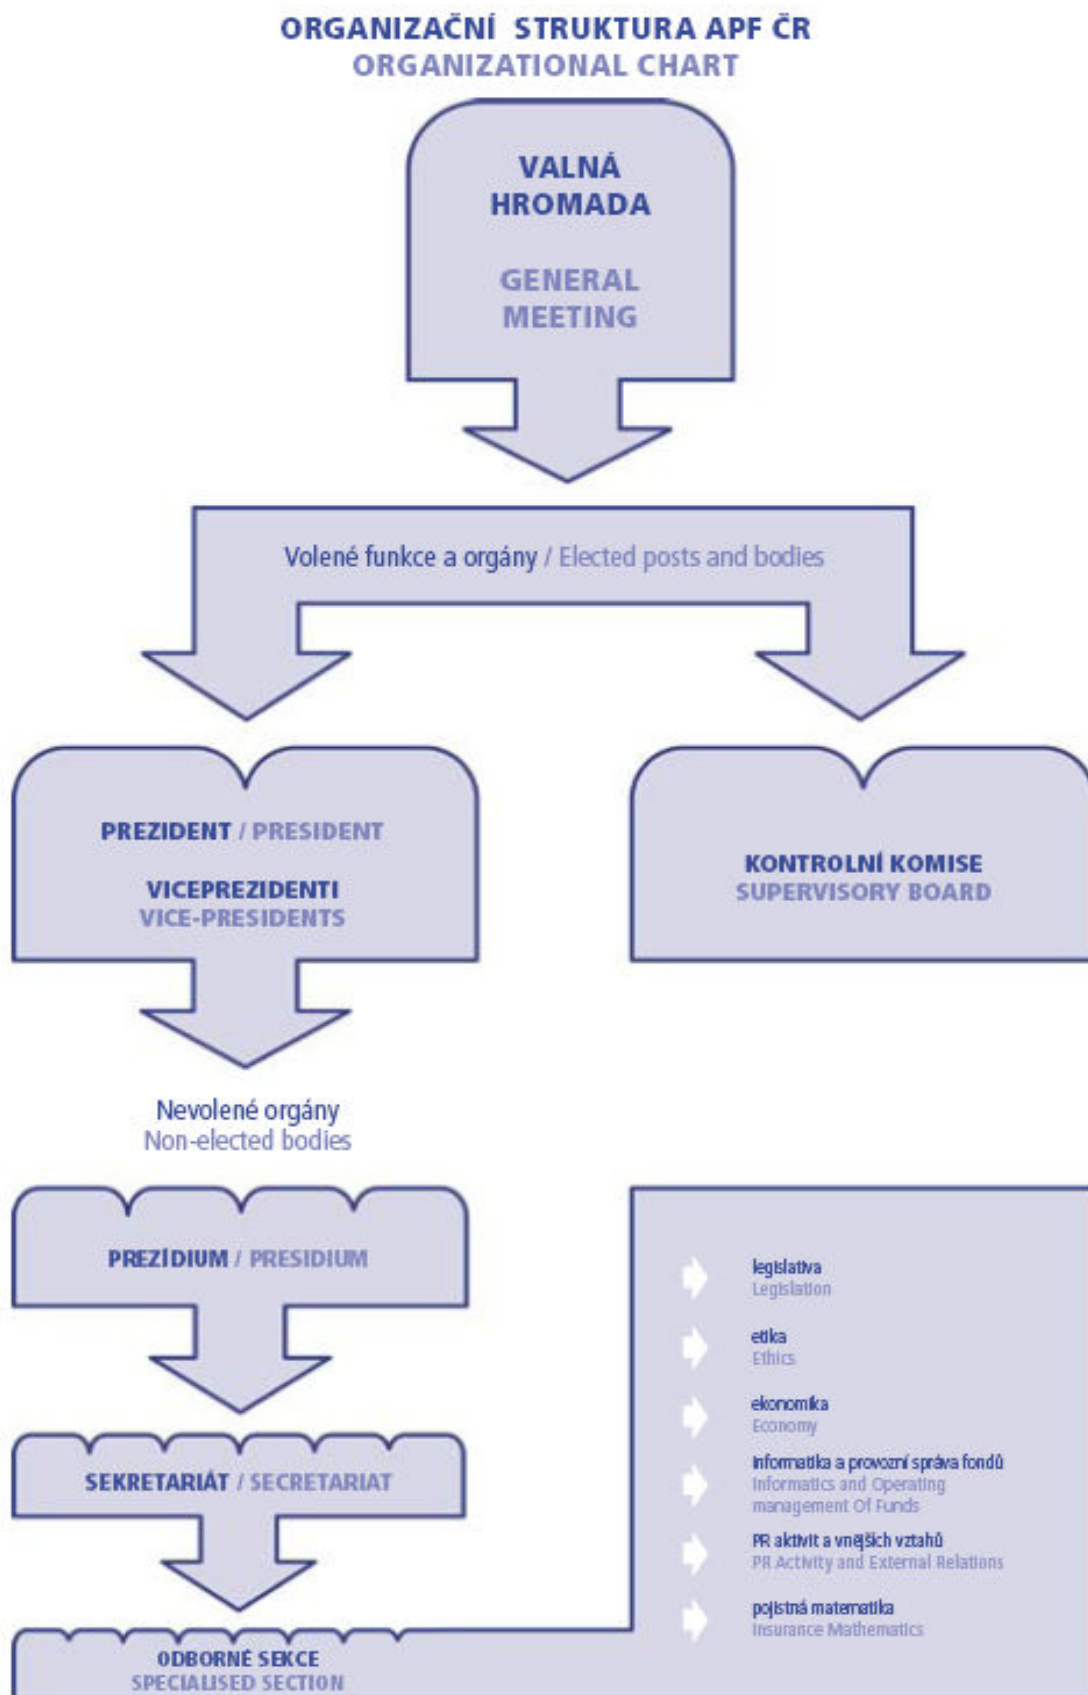 ORGANIZAČNÍ STRUKTURA APF ČR
ORGANIZATIONAL CHART
VALNÁ
HROMADA
GENERAL
MEETING
Volené funkce a orgány / Elected posts and bodies
PREZIDENT / PRESIDENT
VICEPREZIDENTI
VICE-PRESIDENTS
KONTROLNÍ KOMISE
SUPERVISORY BOARD
Nevolené orgány
Non-elected bodies
PREZÍDIUM / PRESIDIUM
SEKRETARIÁT / SECRETARIAT
ODBORNÉ SEKCE
SPECIALISED SECTION
legislativa
Legislation
etika
Ethics
ekonomika
Economy
informatika a provozní správa fondů
Informatics and Operating
management Of Funds
PR aktivit a vnějších vztahů
PR Activity and External Relations
pojistná matematika
Insurance Mathematics